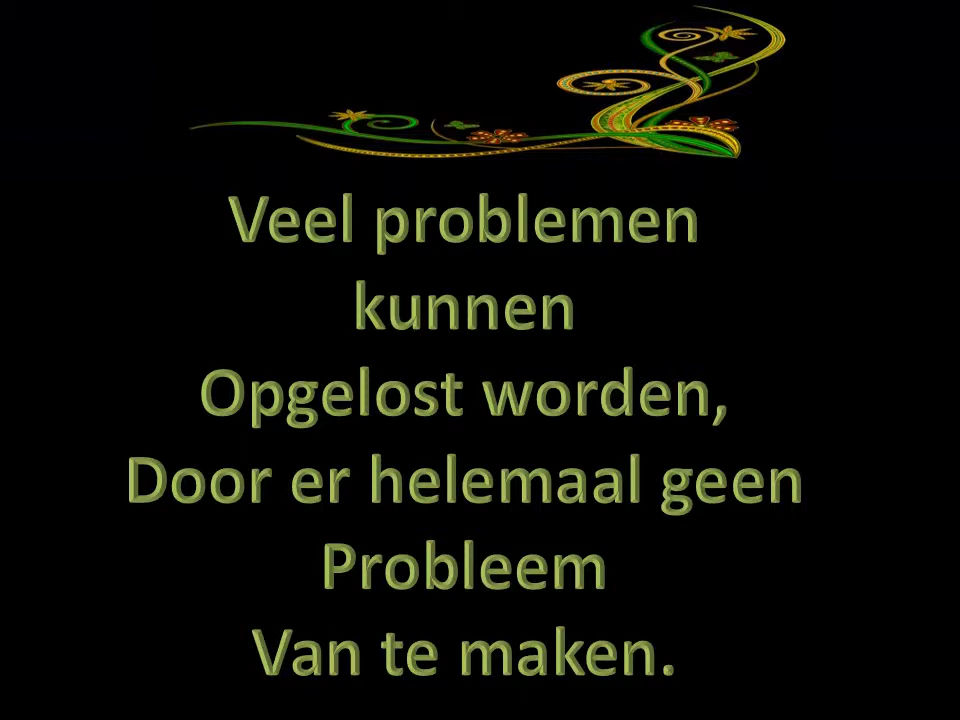 Veel problemen
kunnen
Opgelost worden,
Door er helemaal geen
Probleem
Van te maken.